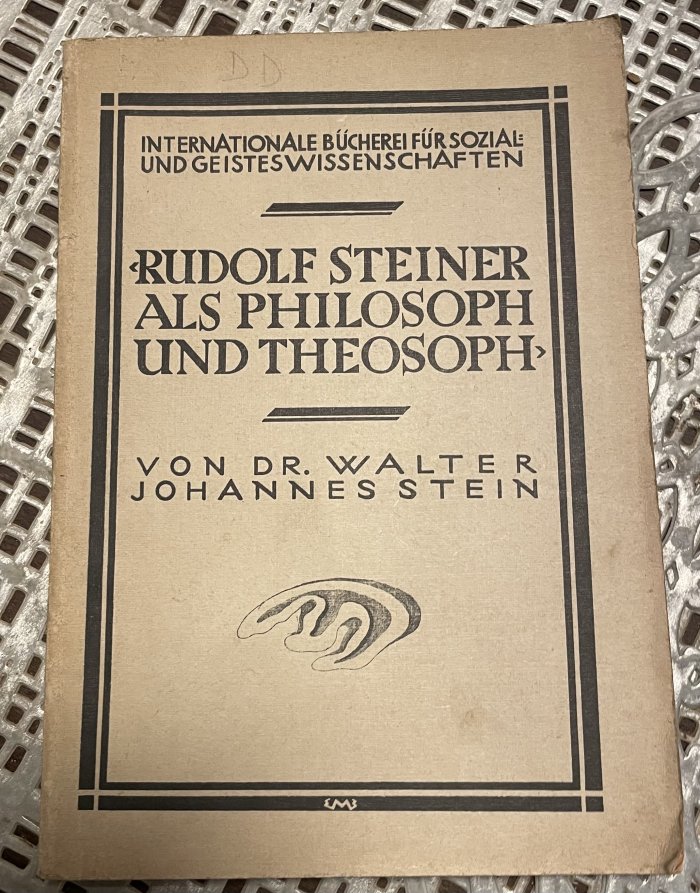 DD
INTERNATIONALE BÜCHEREI FÜR SOZIAL=
UND GEISTESWISSENSCHAFTEN
‹RUDOLF STEINER
ALS PHILOSOPH
UND THEOSOPH›
VON DR. WALTER
JOHANNES STEIN